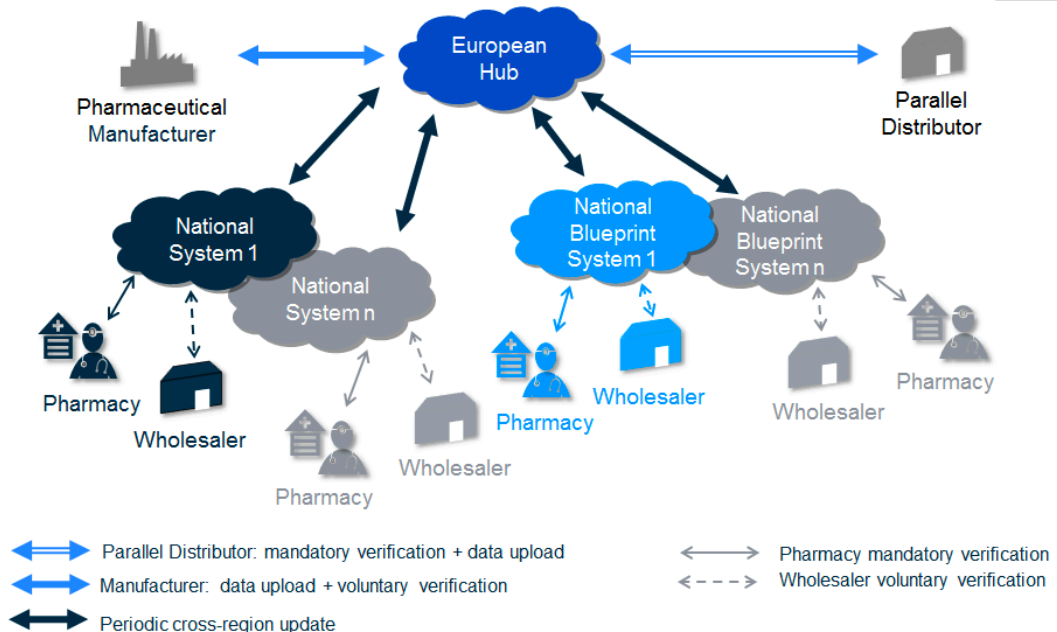 European
Hub
Pharmaceutical
Manufacturer
Parallel
Distributor
National
System 1
National
System n
National
Blueprint
System 1
National
Blueprint
System n
Pharmacy
Wholesaler
Pharmacy
Wholesaler
Pharmacy
Wholesaler
Wholesaler
Pharmacy
Parallel Distributor: mandatory verification + data upload
Manufacturer: data upload + voluntary verification
Periodic cross-region update
Pharmacy mandatory verification
Wholesaler voluntary verification